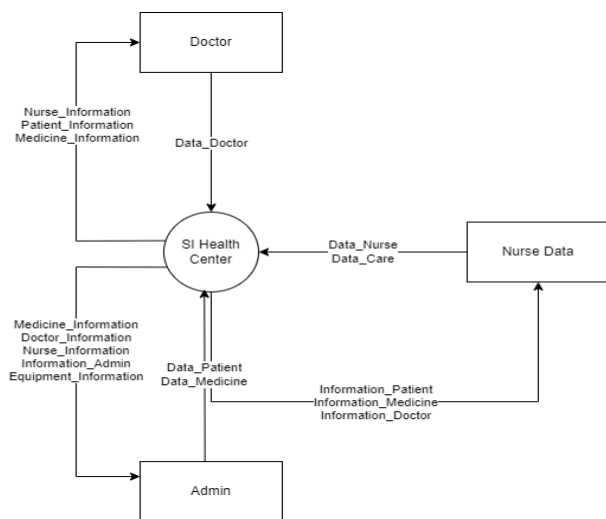 Doctor
Nurse_Information
Patient_Information
Medicine_Information
Data_Doctor
SI Health
Center
Data_Nurse
Data_Care
Nurse Data
Medicine_Information
Doctor_Information
Nurse_Information
Information_Admin
Equipment_Information
Data_Patient
Data_Medicine
Information_Patient
Information_Medicine
Information_Doctor
Admin